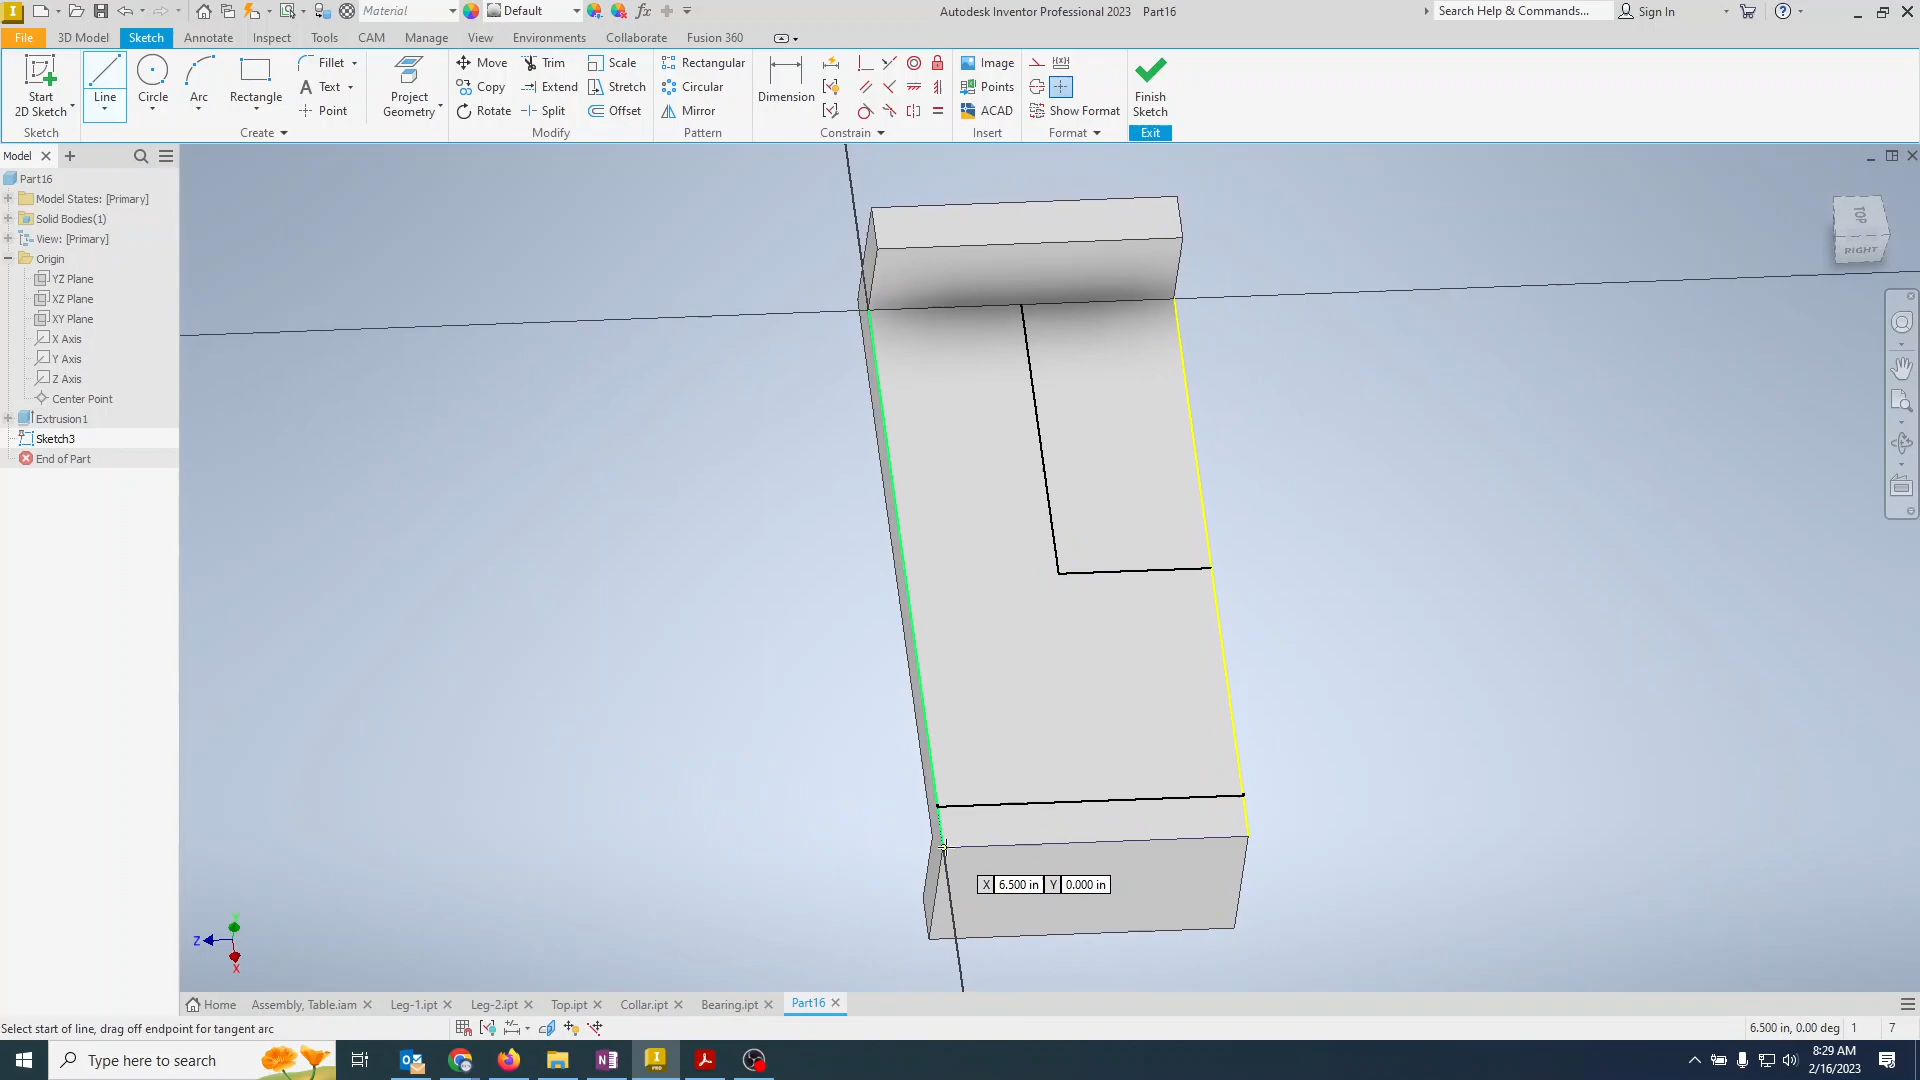 Material
Default
fx
Autodesk Inventor Professional 2023 Part16
Search Help & Commands...
Sign In
File
3D Model
Sketch
Annotate
Inspect
Tools
CAM
Manage
View
Environments
Collaborate
Fusion 360
Start
2D Sketch
Line
Circle
Arc
Rectangle
Fillet
Text
Point
Project
Geometry
Move
Copy
Rotate
Trim
Extend
Split
Scale
Stretch
Offset
Rectangular
Circular
Mirror
Dimension
Image
Points
ACAD
Show Format
Finish
Sketch
Sketch
Create
Modify
Pattern
Constrain
Insert
Format
Exit
Model
Part16
Model States: [Primary]
Solid Bodies(1)
View: [Primary]
Origin
YZ Plane
XZ Plane
XY Plane
X Axis
Y Axis
Z Axis
Center Point
Extrusion1
Sketch3
End of Part
TOP
RIGHT
X 6.500 in Y 0.000 in
Y
Z
X
Home
Assembly, Table.iam
Leg-1.ipt
Leg-2.ipt
Top.ipt
Collar.ipt
Bearing.ipt
Part16
Select start of line, drag off endpoint for tangent arc
6.500 in, 0.00 deg 1 7
Type here to search
8:29 AM
2/16/2023